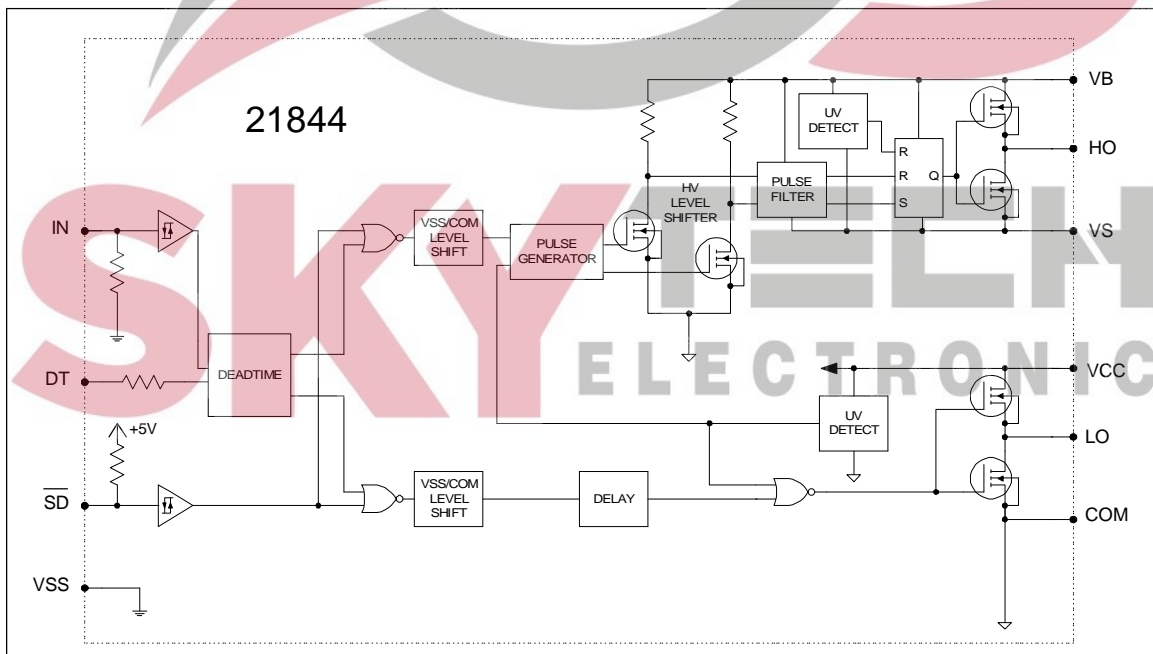 21844
VB
UV
DETECT
HO
R
R
Q
S
PULSE
FILTER
HV
LEVEL
SHIFTER
IN
VSS/COM
LEVEL
SHIFT
PULSE
GENERATOR
VS
SKYTECH
ELECTRONIC
DT
DEADTIME
VCC
UV
DETECT
+5V
LO
SD
VSS/COM
LEVEL
SHIFT
DELAY
COM
VSS